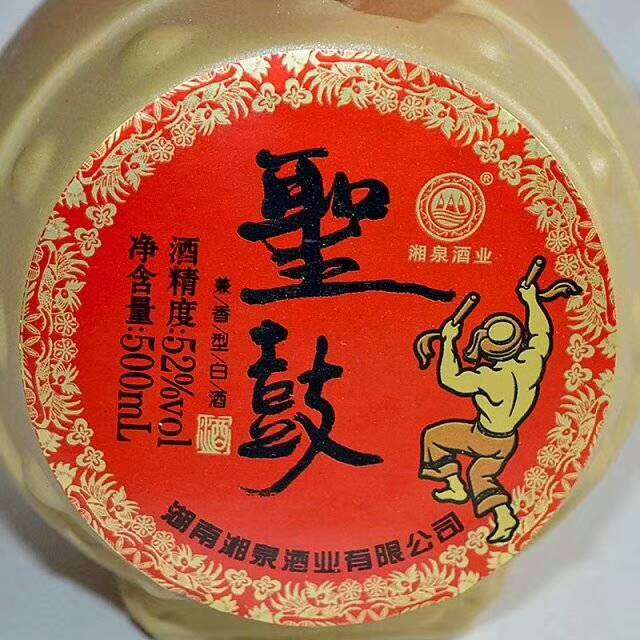 聖鼓
®
湘泉酒业
兼/香/型/白/酒
酒
酒精度:52%vol
净含量:500mL
湖南湘泉酒业有限公司